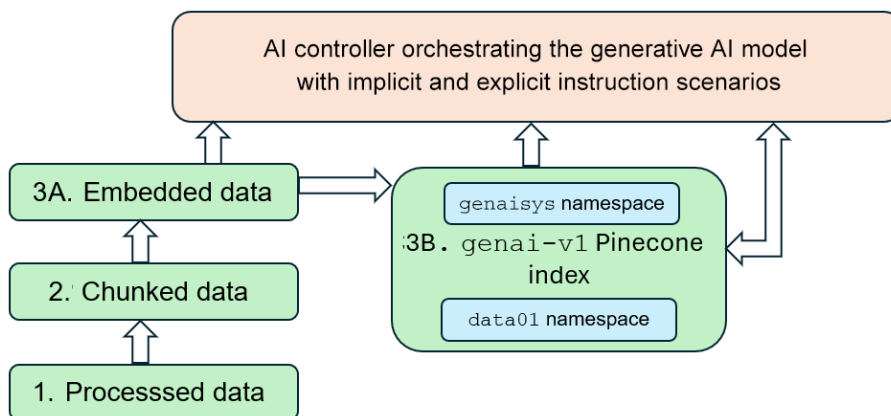 AI controller orchestrating the generative AI model
with implicit and explicit instruction scenarios
3A. Embedded data
genaisys namespace
3B. genai-v1 Pinecone
index
2. Chunked data
data01 namespace
1. Processsed data